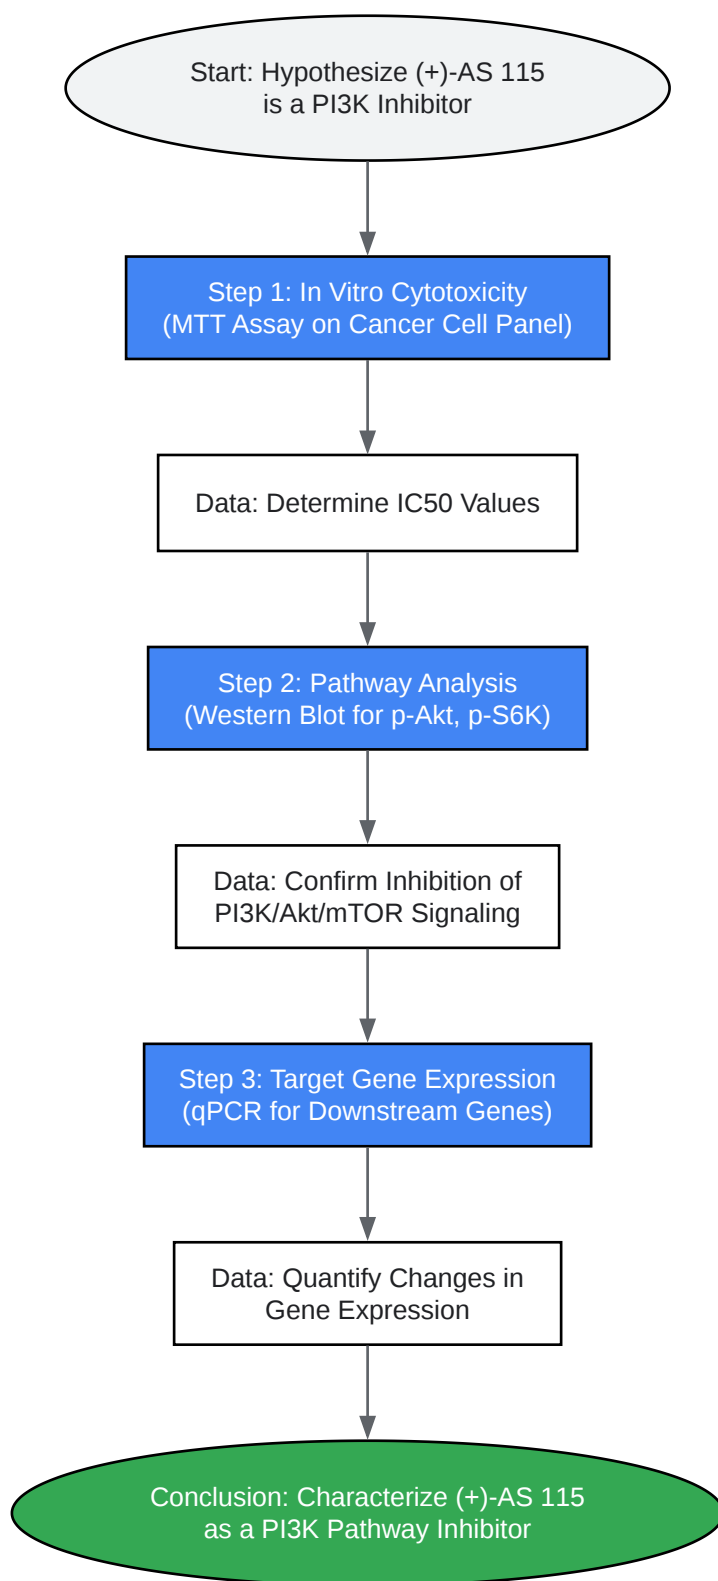 Start: Hypothesize (+)-AS 115
is a PI3K Inhibitor
Step 1: In Vitro Cytotoxicity
(MTT Assay on Cancer Cell Panel)
Data: Determine IC50 Values
Step 2: Pathway Analysis
(Western Blot for p-Akt, p-S6K)
Data: Confirm Inhibition of
PI3K/Akt/mTOR Signaling
Step 3: Target Gene Expression
(qPCR for Downstream Genes)
Data: Quantify Changes in
Gene Expression
Conclusion: Characterize (+)-AS 115
as a PI3K Pathway Inhibitor